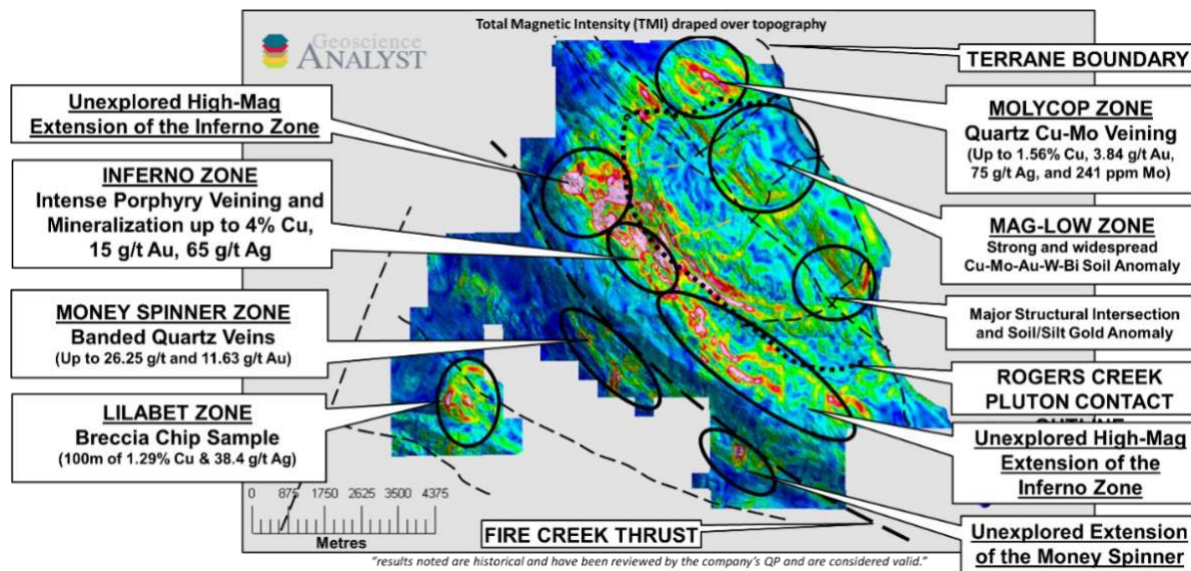 Total Magnetic Intensity (TMI) draped over topography
Geoscience
ANALYST
Unexplored High-Mag
Extension of the Inferno Zone
INFERNO ZONE
Intense Porphyry Veining and
Mineralization up to 4% Cu,
15 g/t Au, 65 g/t Ag
MONEY SPINNER ZONE
Banded Quartz Veins
(Up to 26.25 g/t and 11.63 g/t Au)
LILABET ZONE
Breccia Chip Sample
(100m of 1.29% Cu & 38.4 g/t Ag)
0 875 1750 2625 3500 4375
Metres
TERRANE BOUNDARY
MOLYCOP ZONE
Quartz Cu-Mo Veining
(Up to 1.56% Cu, 3.84 g/t Au,
75 g/t Ag, and 241 ppm Mo)
MAG-LOW ZONE
Strong and widespread
Cu-Mo-Au-W-Bi Soil Anomaly
Major Structural Intersection
and Soil/Silt Gold Anomaly
ROGERS CREEK
PLUTON CONTACT
Unexplored High-Mag
Extension of the
Inferno Zone
FIRE CREEK THRUST
Unexplored Extension
of the Money Spinner
"results noted are historical and have been reviewed by the company's QP and are considered valid."